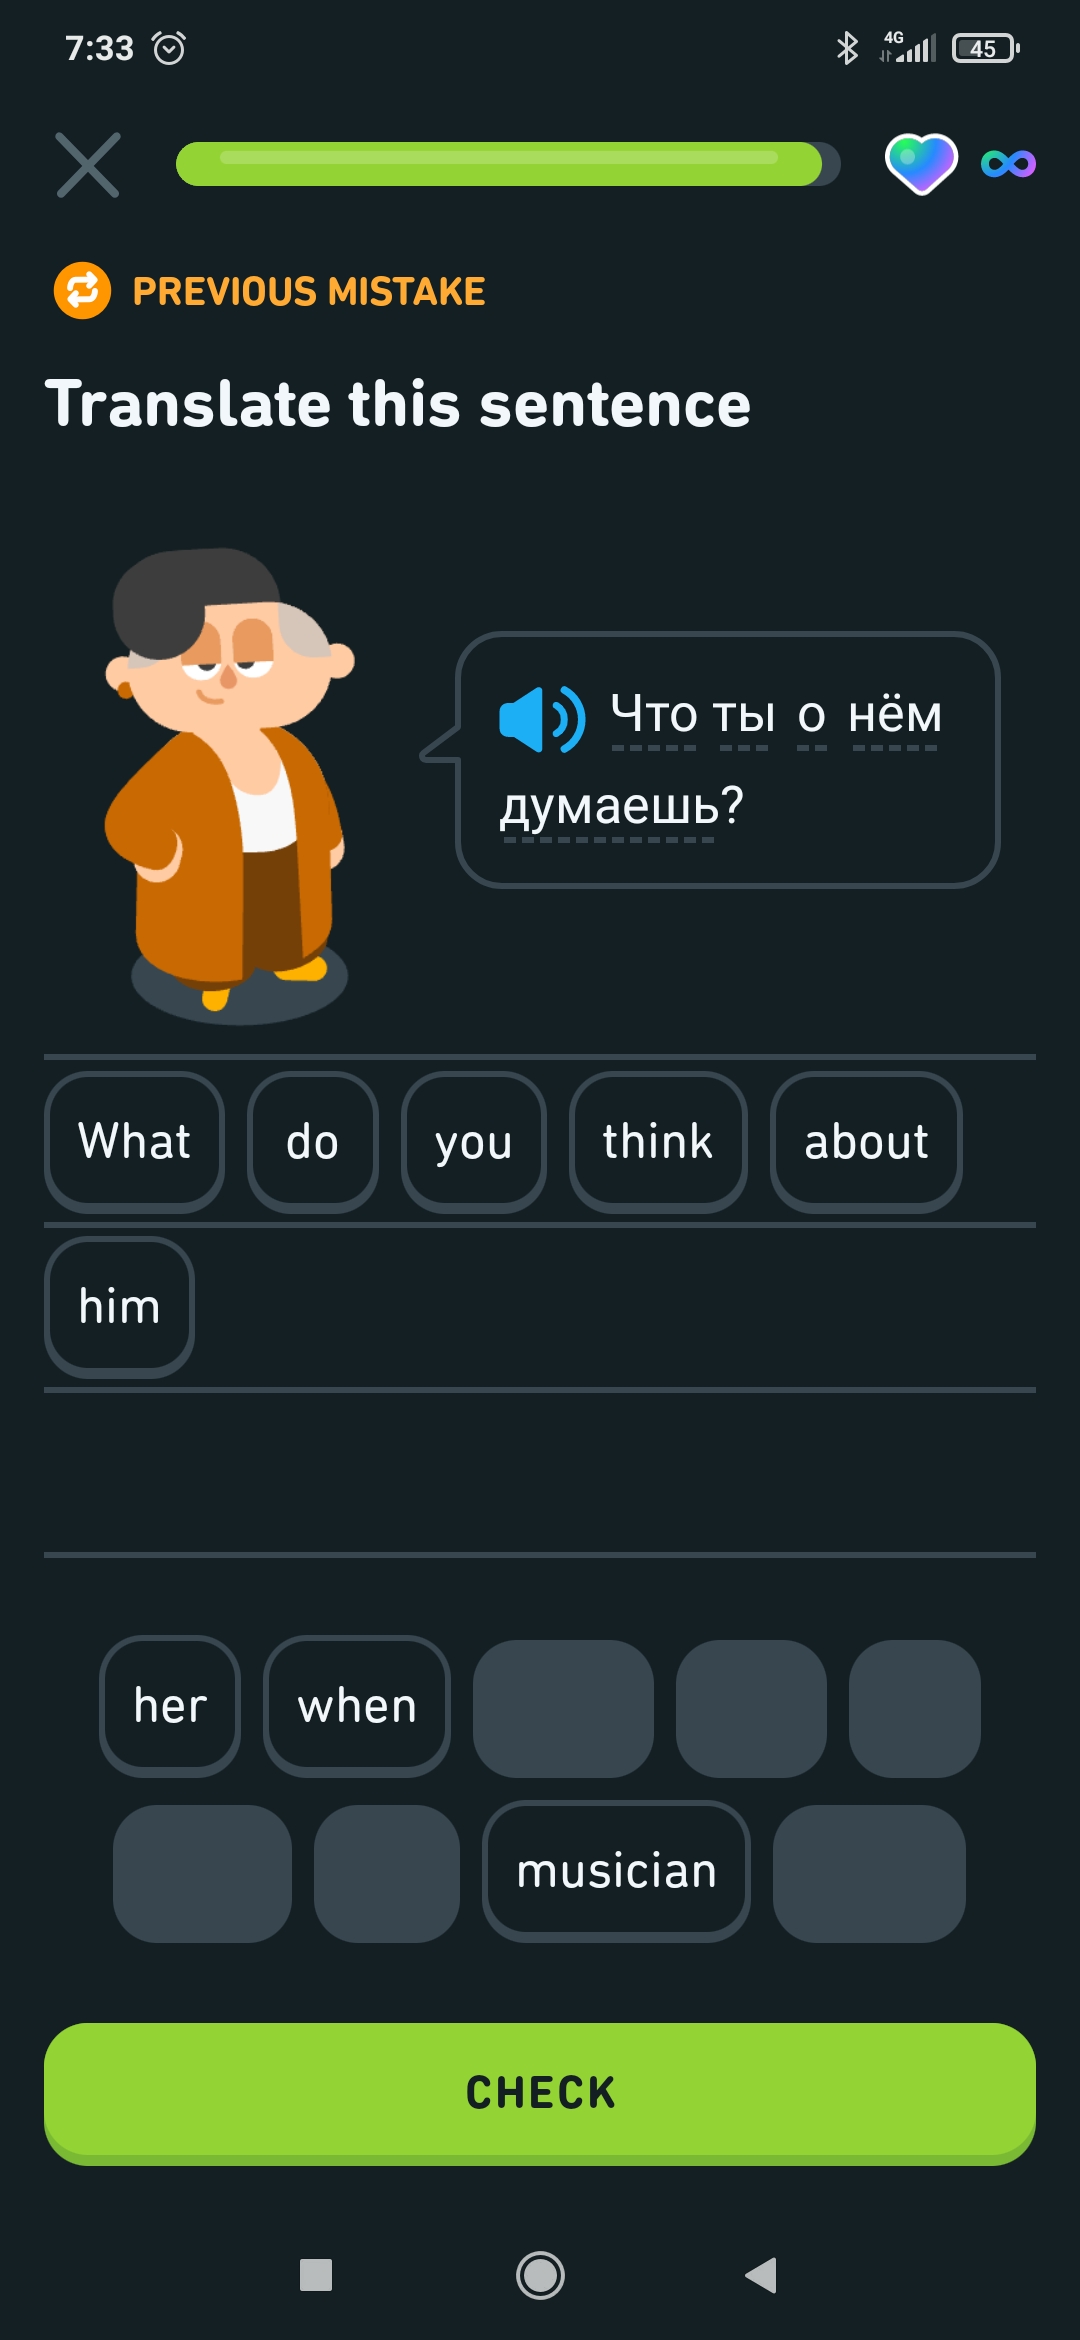 7:33 4G 45
PREVIOUS MISTAKE
Translate this sentence
Что ты о нём
думаешь?
What do you think about
him
her when
musician
CHECK